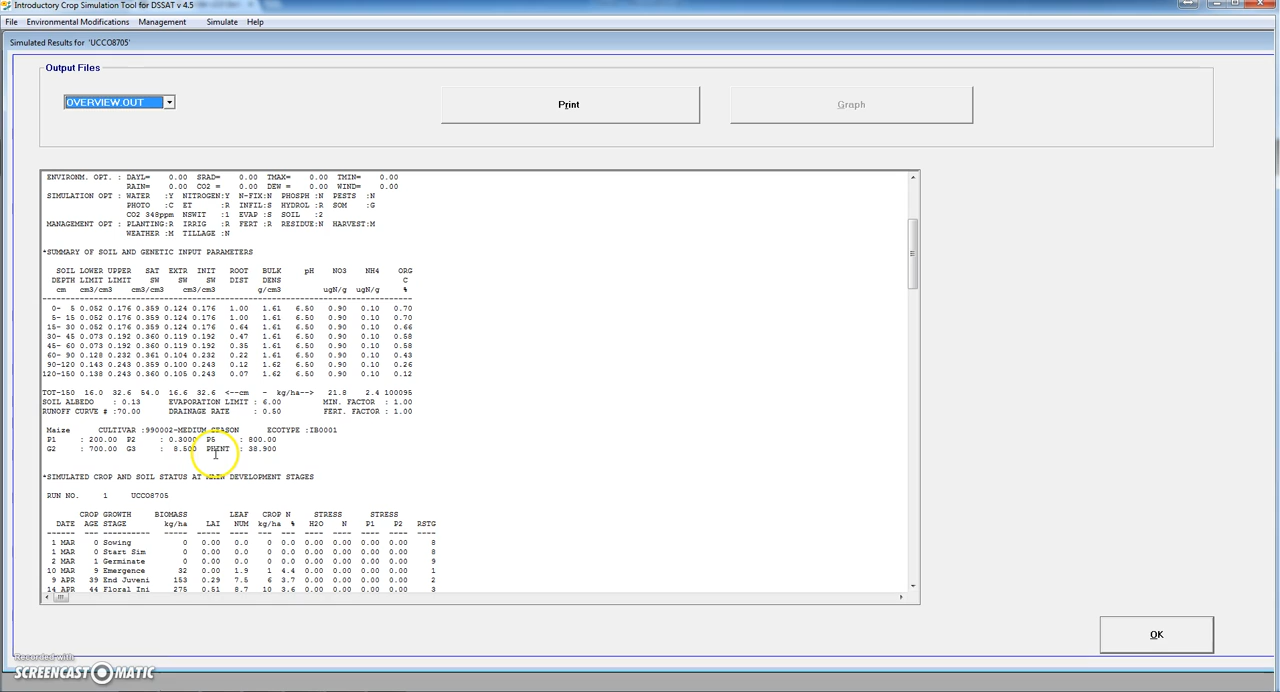 Introductory Crop Simulation Tool for DSSAT v 4.5
File Environmental Modifications Management Simulate Help
Simulated Results for 'UCCO8705'
Output Files
OVERVIEW.OUT
Print
Graph
ENVIRONM. OPT. : DAYL= 0.00 SRAD= 0.00 TMAX= 0.00 TMIN= 0.00
RAIN= 0.00 CO2 = 0.00 DEW = 0.00 WIND= 0.00
SIMULATION OPT : WATER :Y NITROGEN:Y N-FIX:N PHOSPH :N PESTS :N
PHOTO :C ET :R INFIL:S HYDROL :R SOM :G
CO2 348ppm NSWIT :1 EVAP :S SOIL :2
MANAGEMENT OPT : PLANTING:R IRRIG :R FERT :R RESIDUE:N HARVEST:M
WEATHER :M TILLAGE :N
*SUMMARY OF SOIL AND GENETIC INPUT PARAMETERS
SOIL LOWER UPPER SAT EXTR INIT ROOT BULK pH NO3 NH4 ORG
DEPTH LIMIT LIMIT SW SW SW DIST DENS C
cm cm3/cm3 cm3/cm3 cm3/cm3 g/cm3 ugN/g ugN/g %
0- 5 0.052 0.176 0.359 0.124 0.176 1.00 1.61 6.50 0.90 0.10 0.70
5- 15 0.052 0.176 0.359 0.124 0.176 1.00 1.61 6.50 0.90 0.10 0.70
15- 30 0.052 0.176 0.359 0.124 0.176 0.64 1.61 6.50 0.90 0.10 0.66
30- 45 0.073 0.192 0.360 0.119 0.192 0.47 1.61 6.50 0.90 0.10 0.58
45- 60 0.073 0.192 0.360 0.119 0.192 0.35 1.61 6.50 0.90 0.10 0.58
60- 90 0.128 0.232 0.361 0.104 0.232 0.22 1.61 6.50 0.90 0.10 0.43
90-120 0.143 0.243 0.359 0.100 0.243 0.12 1.62 6.50 0.90 0.10 0.26
120-150 0.138 0.243 0.360 0.105 0.243 0.07 1.62 6.50 0.90 0.10 0.12
TOT-150 16.0 32.6 54.0 16.6 32.6 <--cm - kg/ha--> 21.8 2.4 100095
SOIL ALBEDO : 0.13 EVAPORATION LIMIT : 6.00 MIN. FACTOR : 1.00
RUNOFF CURVE # :70.00 DRAINAGE RATE : 0.50 FERT. FACTOR : 1.00
Maize CULTIVAR :990002-MEDIUM SEASON ECOTYPE :IB0001
P1 : 200.00 P2 : 0.3000 P5 : 800.00
G2 : 700.00 G3 : 8.500 PHINT : 38.900
*SIMULATED CROP AND SOIL STATUS AT MAIN DEVELOPMENT STAGES
RUN NO. 1 UCCO8705
CROP GROWTH BIOMASS LEAF CROP N STRESS STRESS
DATE AGE STAGE kg/ha LAI NUM kg/ha % H2O N P1 P2 RSTG
1 MAR 0 Sowing 0 0.00 0.0 0 0.0 0.00 0.00 0.00 0.00 8
1 MAR 0 Start Sim 0 0.00 0.0 0 0.0 0.00 0.00 0.00 0.00 8
2 MAR 1 Germinate 0 0.00 0.0 0 0.0 0.00 0.00 0.00 0.00 9
10 MAR 9 Emergence 32 0.00 1.9 1 4.4 0.00 0.00 0.00 0.00 1
9 APR 39 End Juveni 153 0.29 7.5 6 3.7 0.00 0.00 0.00 0.00 2
14 APR 44 Floral Ini 275 0.51 8.7 10 3.6 0.00 0.00 0.00 0.00 3
OK
Recorded with
SCREENCAST-O-MATIC